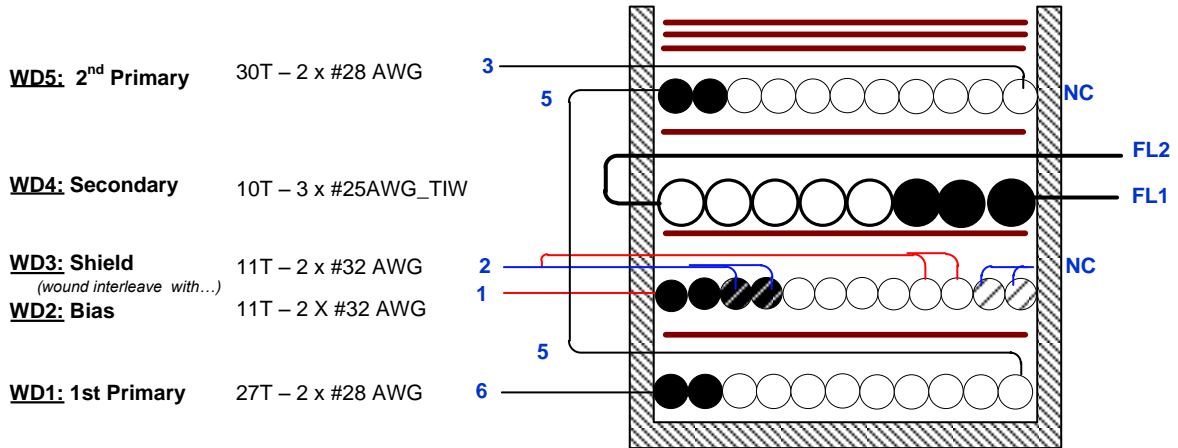 WD5: 2nd Primary 30T – 2 x #28 AWG 3
5 NC
FL2
WD4: Secondary 10T – 3 x #25AWG_TIW FL1
WD3: Shield 11T – 2 x #32 AWG 2 NC
(wound interleave with…)
WD2: Bias 11T – 2 X #32 AWG 1
5
WD1: 1st Primary 27T – 2 x #28 AWG 6